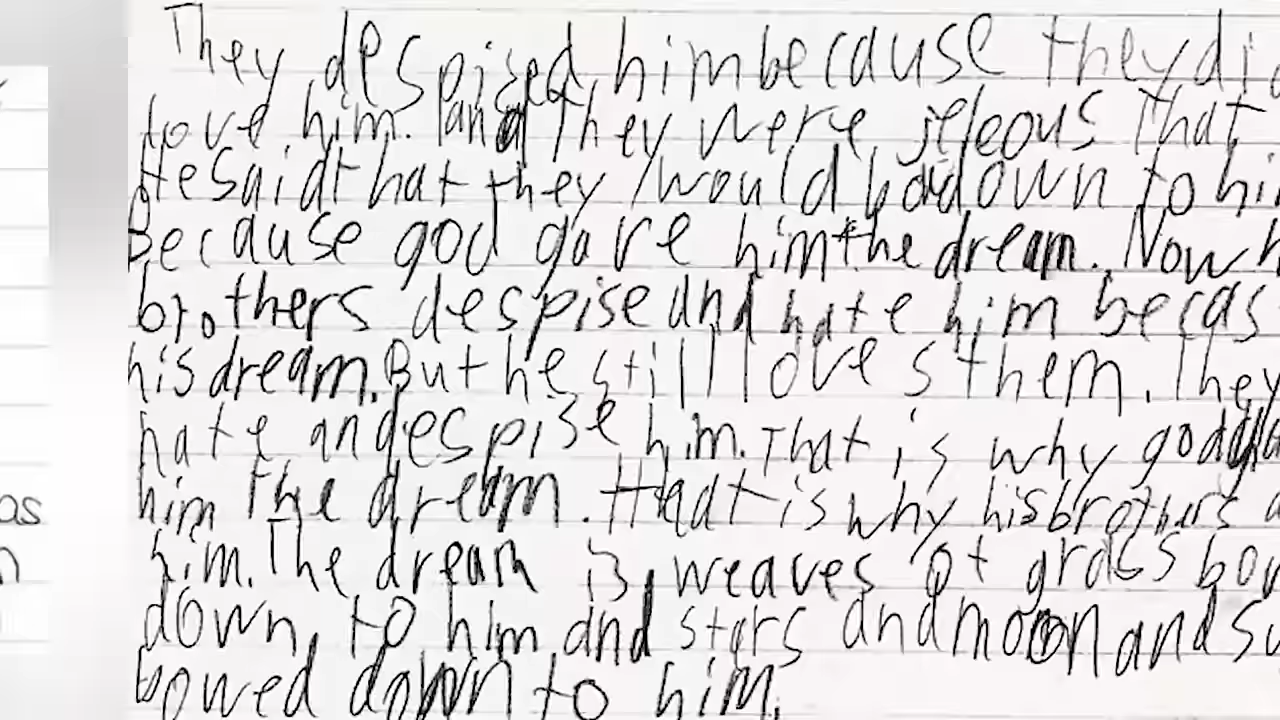 They despised him because they di
love him. and they were jeleous That
He said that they would bow down to hi
Because god gave him the dream. Now h
brothers despise and hate him becas
his dream. But he still loves them. They
hate an despise him. That is why god
him The dream. That is why his brothers
him. The dream is weaves of grass bow
down to him and stars and moon and su
bowed down to him.
as
n